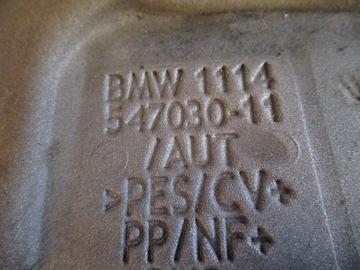 BMW 1114
547030-11
/AUT
>PES/CV+
PP/NF+